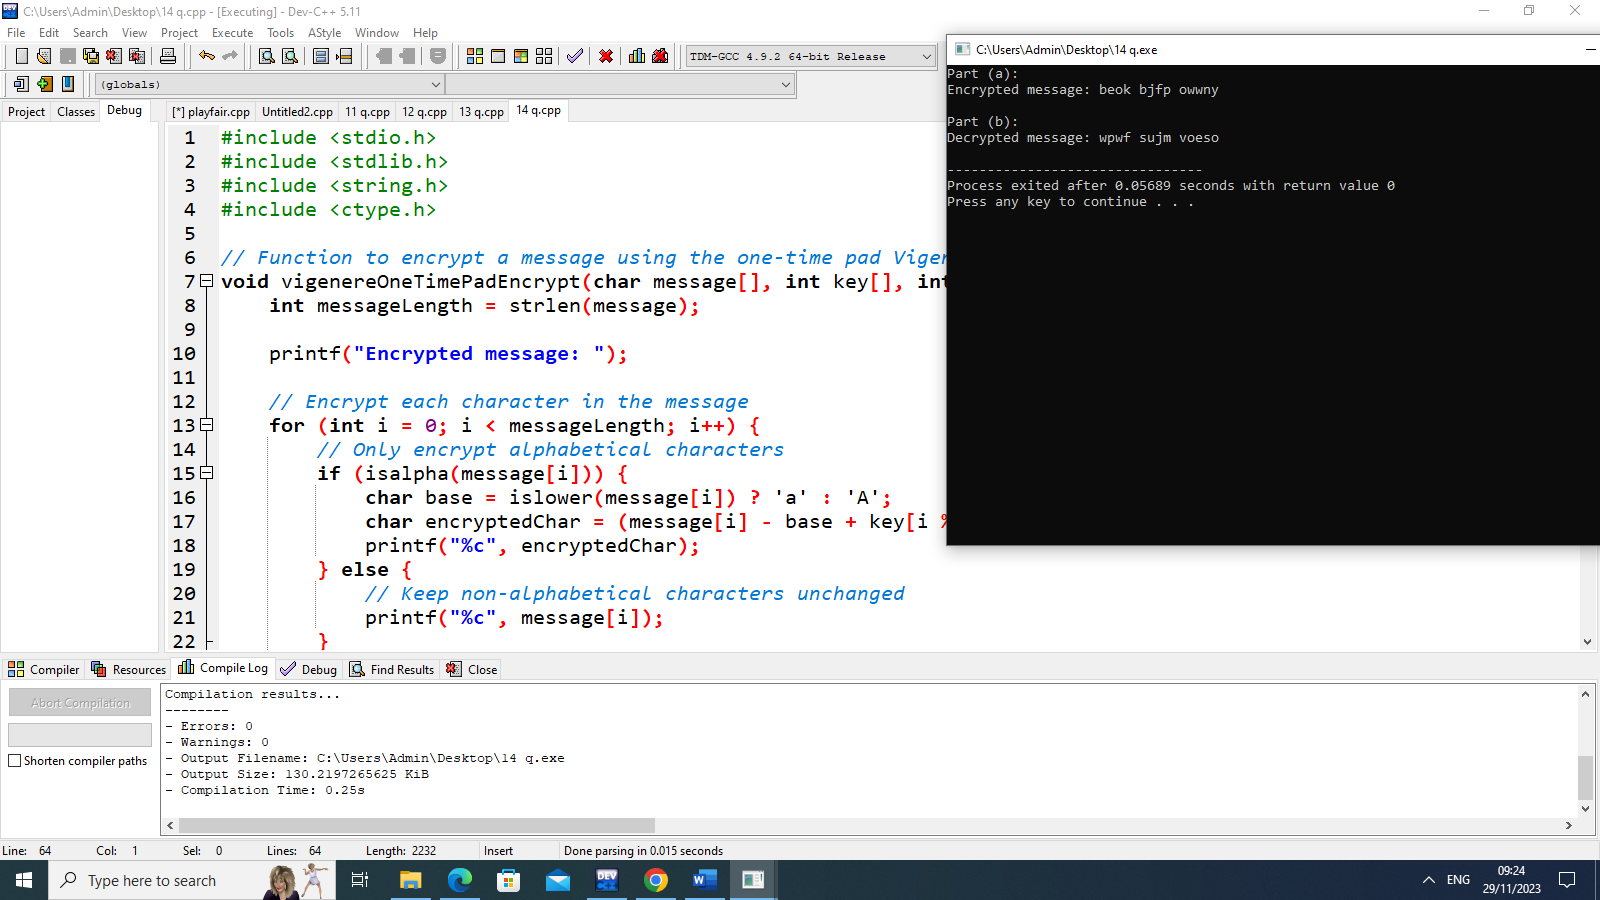 C:\Users\Admin\Desktop\14 q.cpp - [Executing] - Dev-C++ 5.11
File Edit Search View Project Execute Tools AStyle Window Help
TDM-GCC 4.9.2 64-bit Release
(globals)
Project Classes Debug
[*] playfair.cpp Untitled2.cpp 11 q.cpp 12 q.cpp 13 q.cpp 14 q.cpp
1 #include <stdio.h>
2 #include <stdlib.h>
3 #include <string.h>
4 #include <ctype.h>
5
6 // Function to encrypt a message using the one-time pad Viger
7 void vigenereOneTimePadEncrypt(char message[], int key[], int
8 int messageLength = strlen(message);
9
10 printf("Encrypted message: ");
11
12 // Encrypt each character in the message
13 for (int i = 0; i < messageLength; i++) {
14 // Only encrypt alphabetical characters
15 if (isalpha(message[i])) {
16 char base = islower(message[i]) ? 'a' : 'A';
17 char encryptedChar = (message[i] - base + key[i %
18 printf("%c", encryptedChar);
19 } else {
20 // Keep non-alphabetical characters unchanged
21 printf("%c", message[i]);
22 }
C:\Users\Admin\Desktop\14 q.exe
Part (a):
Encrypted message: beok bjfp owwny
Part (b):
Decrypted message: wpwf sujm voeso
--------------------------------
Process exited after 0.05689 seconds with return value 0
Press any key to continue . . .
Compiler Resources Compile Log Debug Find Results Close
Abort Compilation
Shorten compiler paths
Compilation results...
--------
- Errors: 0
- Warnings: 0
- Output Filename: C:\Users\Admin\Desktop\14 q.exe
- Output Size: 130.2197265625 KiB
- Compilation Time: 0.25s
Line: 64 Col: 1 Sel: 0 Lines: 64 Length: 2232 Insert Done parsing in 0.015 seconds
Type here to search
DEV C++
W
ENG
09:24
29/11/2023